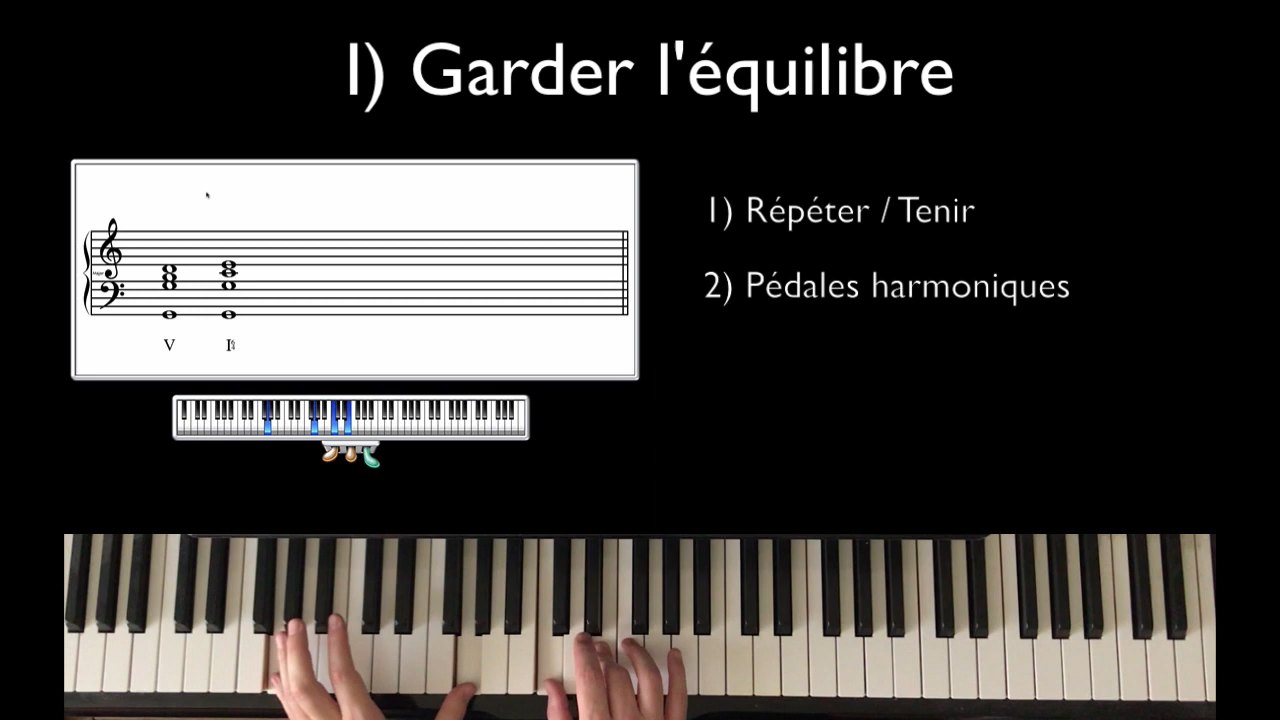 I) Garder l'équilibre
1) Répéter / Tenir
2) Pédales harmoniques
V